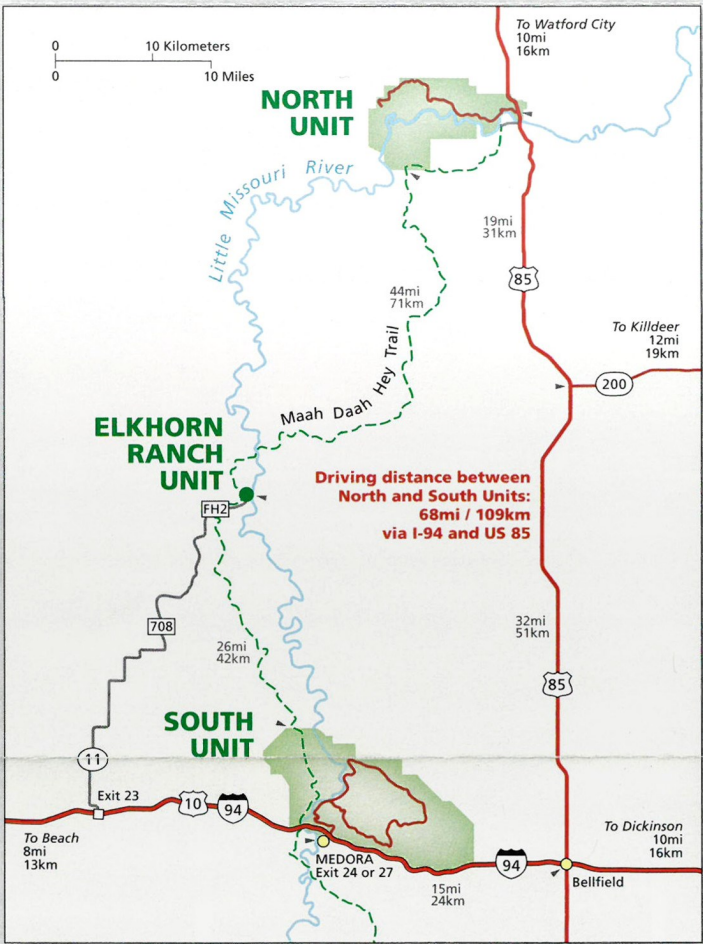 To Watford City
10mi
16km
0
10 Kilometers
0
10 Miles
NORTH
UNIT
Little Missouri River
19mi
31km
85
44mi
71km
To Killdeer
12mi
19km
200
Maah Daah Hey Trail
ELKHORN
RANCH
UNIT
Driving distance between
North and South Units:
68mi / 109km
via I-94 and US 85
FH2
708
32mi
51km
26mi
42km
85
SOUTH
UNIT
11
Exit 23
10
94
To Beach
8mi
13km
To Dickinson
10mi
16km
MEDORA
Exit 24 or 27
94
15mi
24km
Bellfield